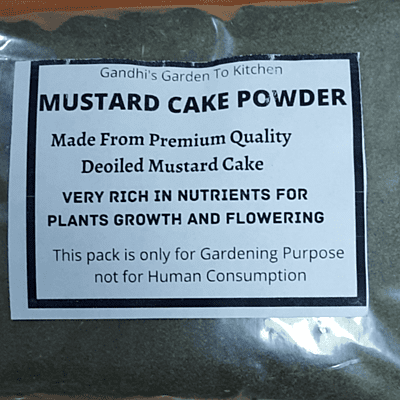 Gandhi's Garden To Kitchen
MUSTARD CAKE POWDER
Made From Premium Quality
Deoiled Mustard Cake
VERY RICH IN NUTRIENTS FOR
PLANTS GROWTH AND FLOWERING
This pack is only for Gardening Purpose
not for Human Consumption